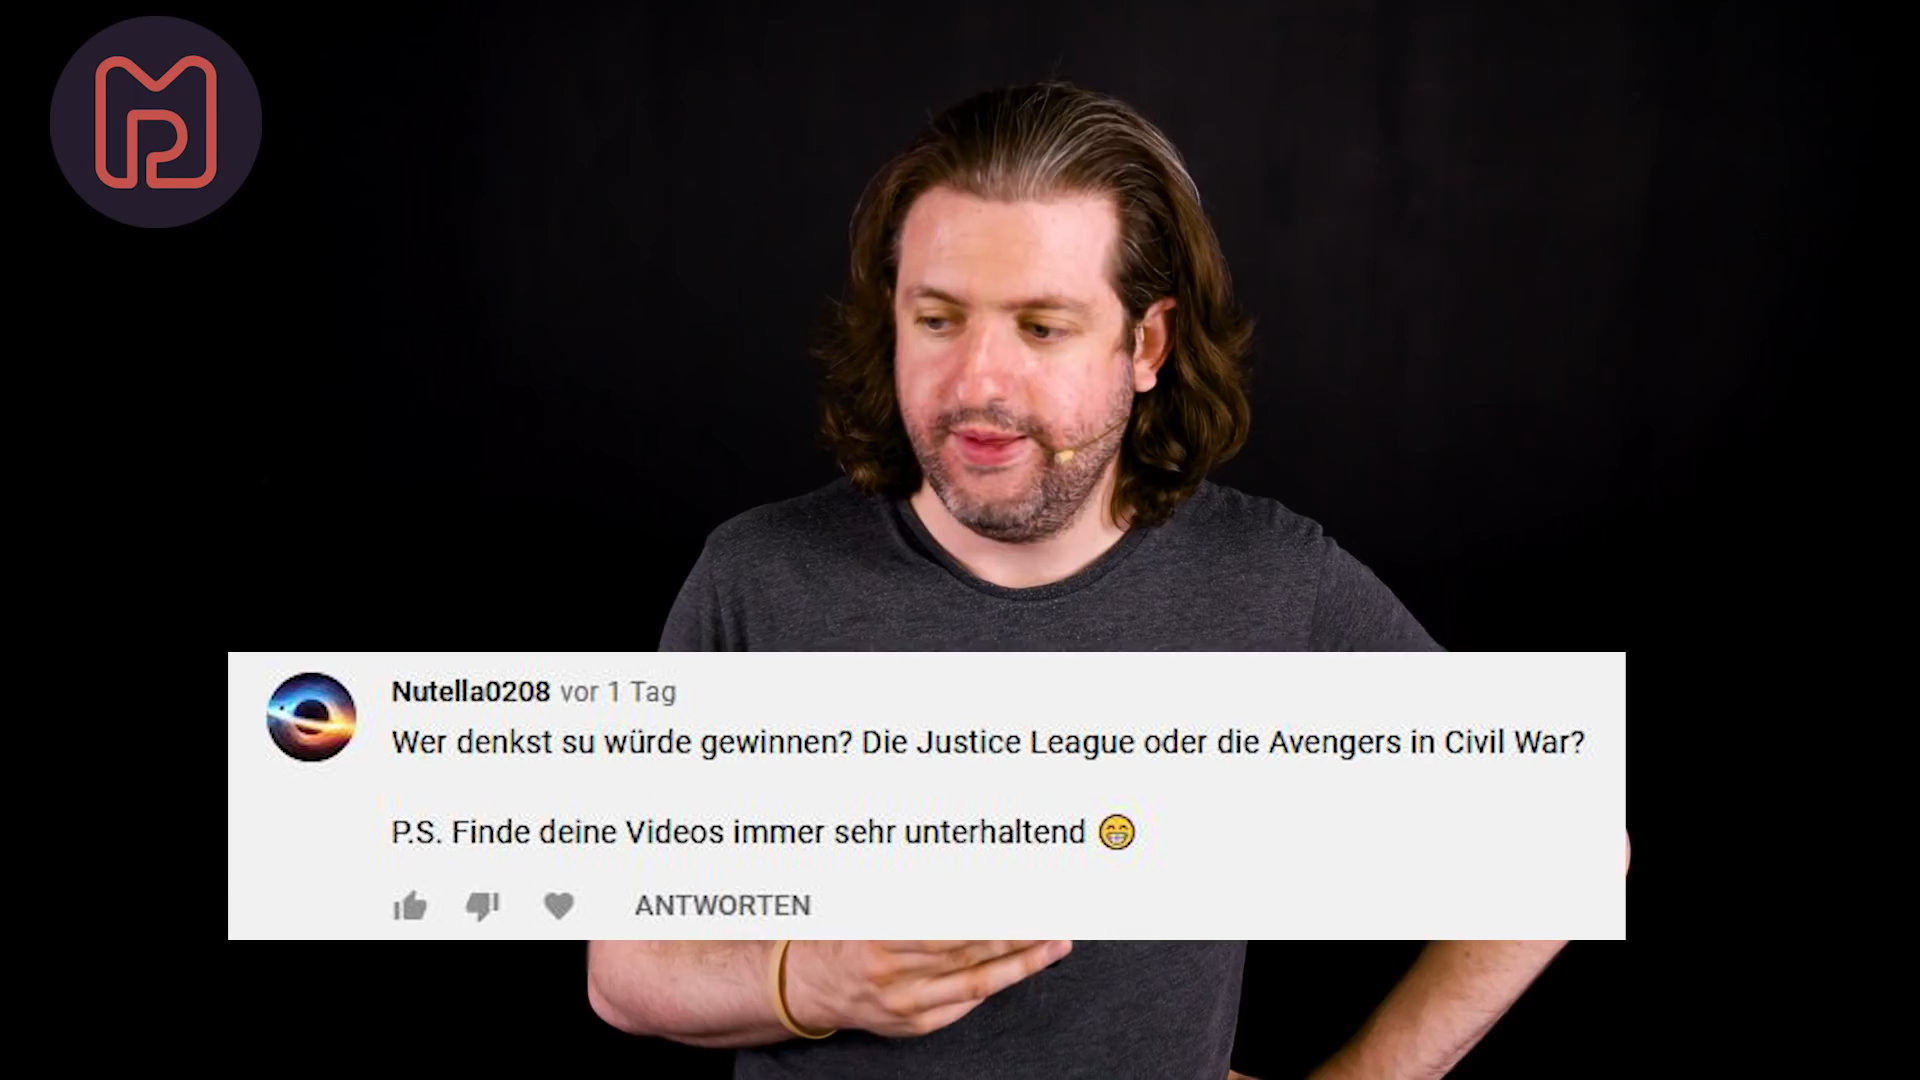 Nutella0208 vor 1 Tag
Wer denkst su würde gewinnen? Die Justice League oder die Avengers in Civil War?
P.S. Finde deine Videos immer sehr unterhaltend 😁
ANTWORTEN